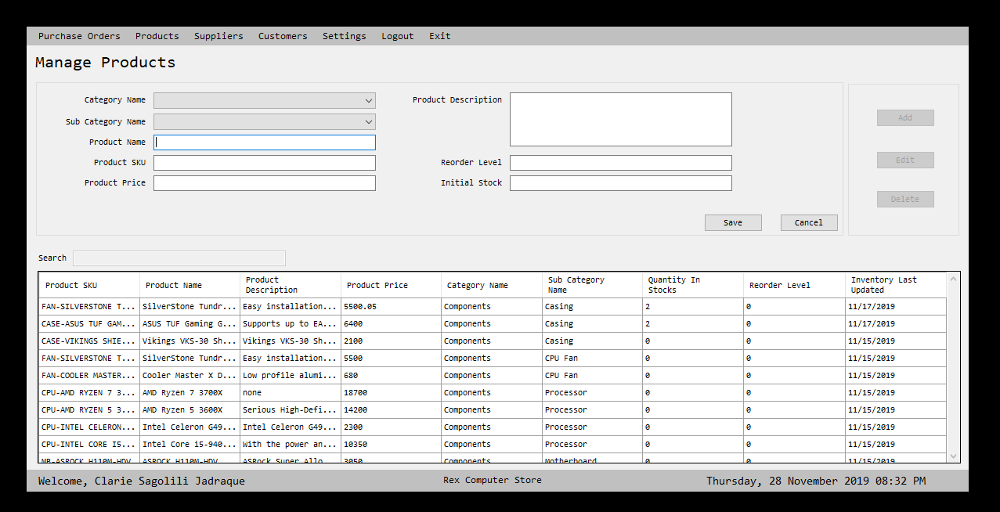 Purchase Orders Products Suppliers Customers Settings Logout Exit
Manage Products
Category Name
Sub Category Name
Product Name
Product SKU
Product Price
Product Description
Reorder Level
Initial Stock
Save Cancel
Add
Edit
Delete
Search
Product SKU Product Name Product Description Product Price Category Name Sub Category Name Quantity In Stocks Reorder Level Inventory Last Updated
FAN-SILVERSTONE T... SilverStone Tundr... Easy installation... 5500.05 Components Casing 2 0 11/17/2019
CASE-ASUS TUF GAM... ASUS TUF Gaming G... Supports up to EA... 6400 Components Casing 2 0 11/17/2019
CASE-VIKINGS SHIE... Vikings VKS-30 Sh... Vikings VKS-30 Sh... 2100 Components Casing 0 0 11/15/2019
FAN-SILVERSTONE T... SilverStone Tundr... Easy installation... 5500 Components CPU Fan 0 0 11/15/2019
FAN-COOLER MASTER... Cooler Master X D... Low profile alumi... 680 Components CPU Fan 0 0 11/15/2019
CPU-AMD RYZEN 7 3... AMD Ryzen 7 3700X none 18700 Components Processor 0 0 11/15/2019
CPU-AMD RYZEN 5 3... AMD Ryzen 5 3600X Serious High-Defi... 14200 Components Processor 0 0 11/15/2019
CPU-INTEL CELERON... Intel Celeron G49... Intel Celeron G49... 2300 Components Processor 0 0 11/15/2019
CPU-INTEL CORE I5... Intel Core i5-940... With the power an... 10350 Components Processor 0 0 11/15/2019
MB-ASROCK H110M-HDV ASROCK H110M-HDV ASRock Super Allo... 3050 Components Motherboard 0 0 11/15/2019
Welcome, Clarie Sagolili Jadraque Rex Computer Store Thursday, 28 November 2019 08:32 PM